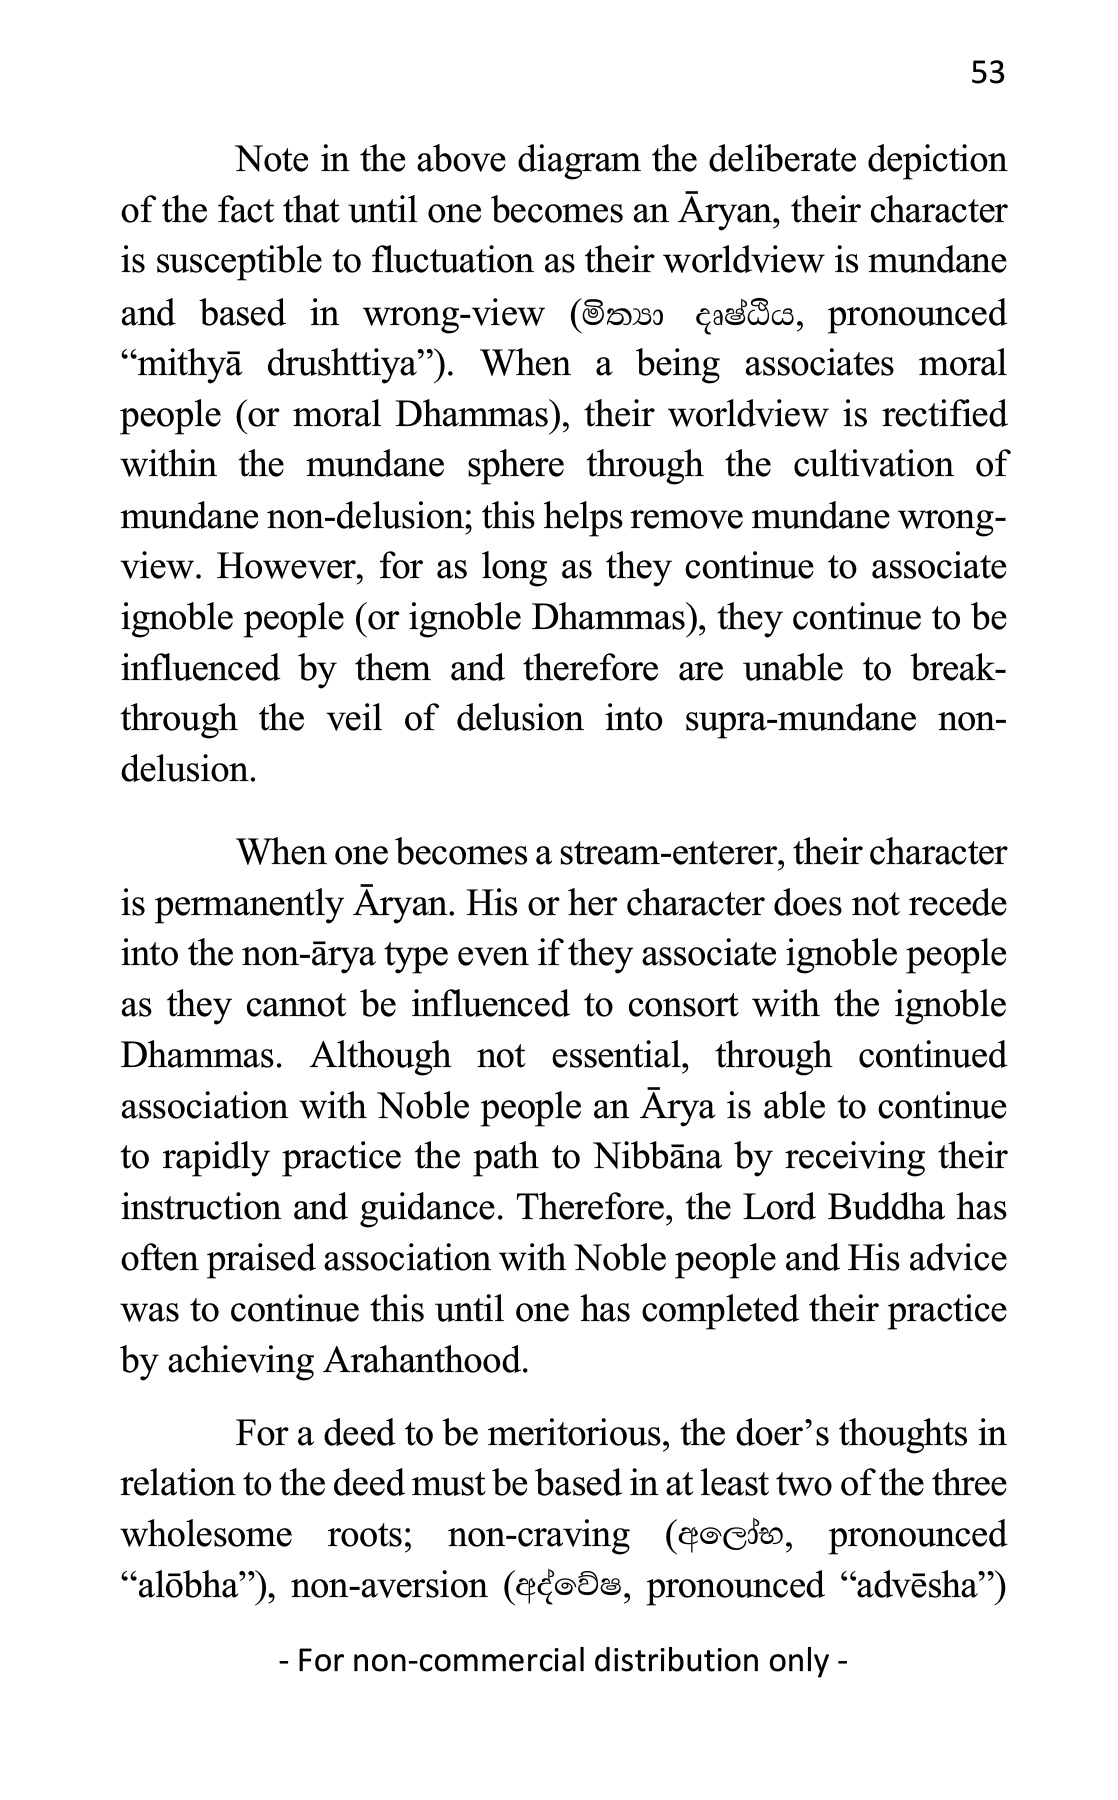 53
Note in the above diagram the deliberate depiction
of the fact that until one becomes an Āryan, their character
is susceptible to fluctuation as their worldview is mundane
and based in wrong-view (මිත්‍යා දෘෂ්ඨිය, pronounced
“mithyā drushttiya”). When a being associates moral
people (or moral Dhammas), their worldview is rectified
within the mundane sphere through the cultivation of
mundane non-delusion; this helps remove mundane wrong-
view. However, for as long as they continue to associate
ignoble people (or ignoble Dhammas), they continue to be
influenced by them and therefore are unable to break-
through the veil of delusion into supra-mundane non-
delusion.
When one becomes a stream-enterer, their character
is permanently Āryan. His or her character does not recede
into the non-ārya type even if they associate ignoble people
as they cannot be influenced to consort with the ignoble
Dhammas. Although not essential, through continued
association with Noble people an Ārya is able to continue
to rapidly practice the path to Nibbāna by receiving their
instruction and guidance. Therefore, the Lord Buddha has
often praised association with Noble people and His advice
was to continue this until one has completed their practice
by achieving Arahanthood.
For a deed to be meritorious, the doer’s thoughts in
relation to the deed must be based in at least two of the three
wholesome roots; non-craving (අලෝභ, pronounced
“alōbha”), non-aversion (අද්වේෂ, pronounced “advēsha”)
- For non-commercial distribution only -